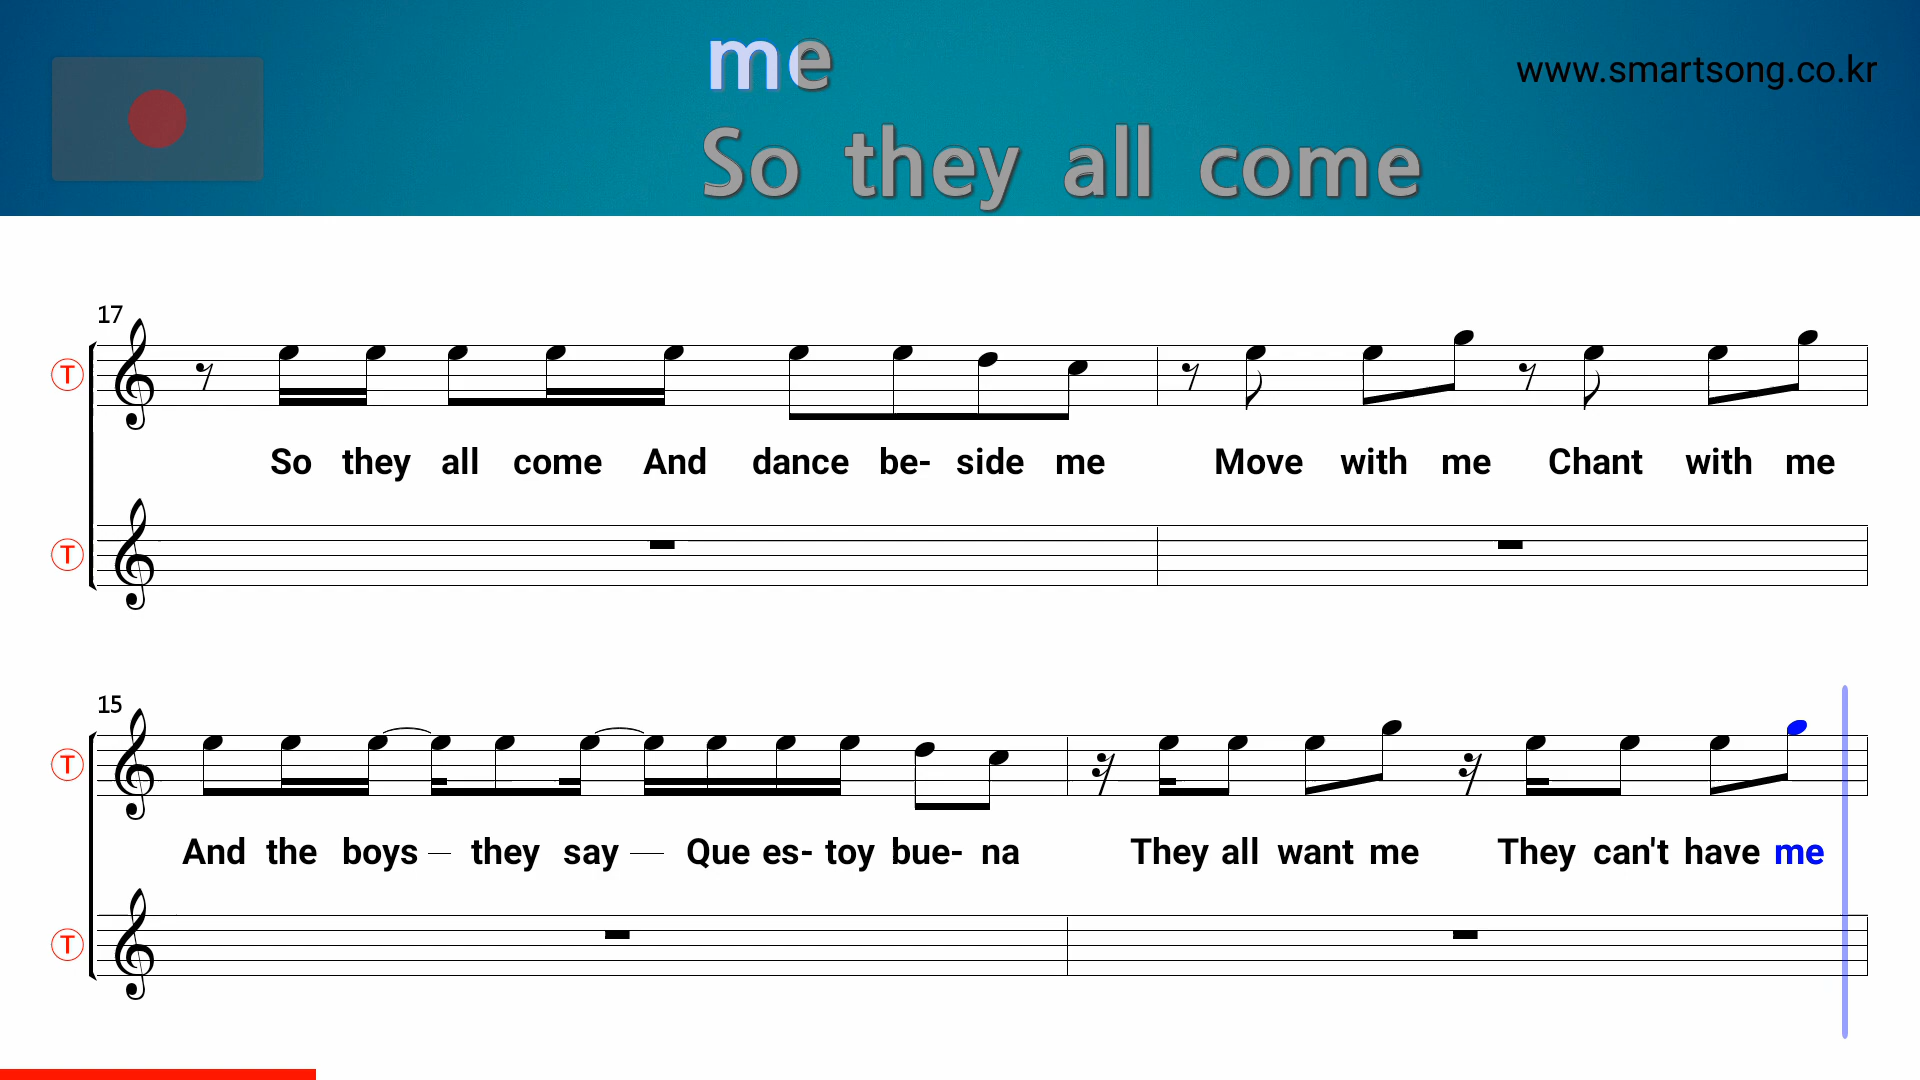 me
www.smartsong.co.kr
So they all come
17
T
So they all come And dance be- side me Move with me Chant with me
T
15
T
And the boys — they say — Que es- toy bue- na They all want me They can't have me
T